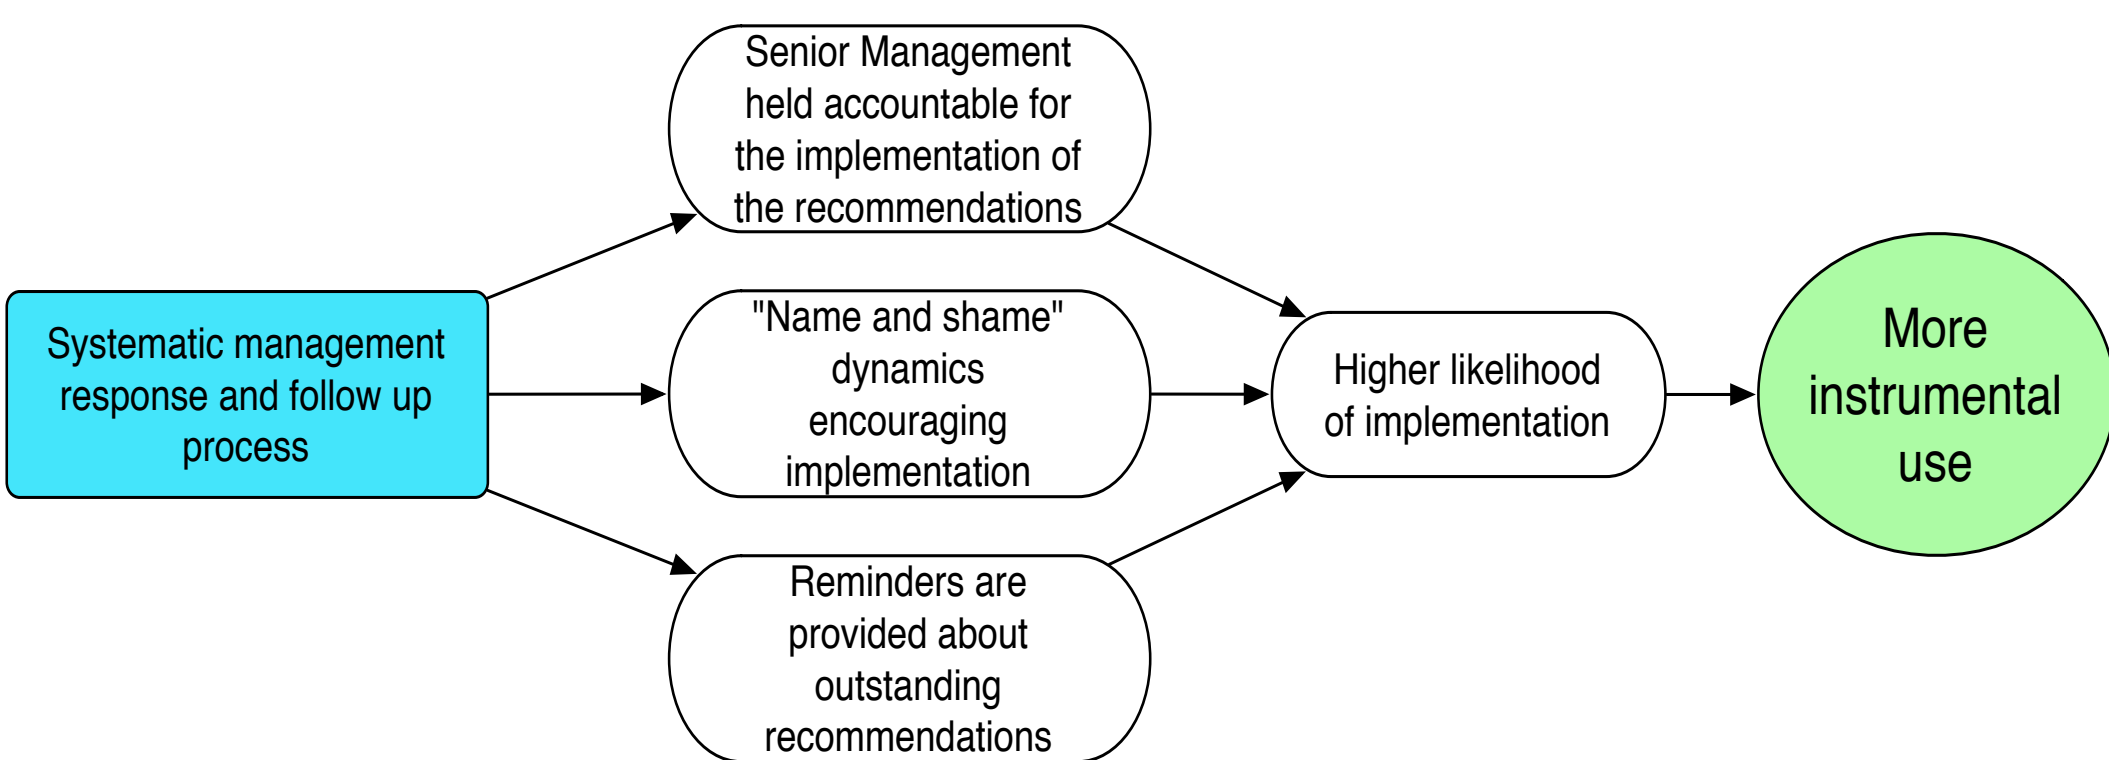 Systematic management
response and follow up
process
Senior Management
held accountable for
the implementation of
the recommendations
"Name and shame"
dynamics
encouraging
implementation
Reminders are
provided about
outstanding
recommendations
Higher likelihood
of implementation
More
instrumental
use